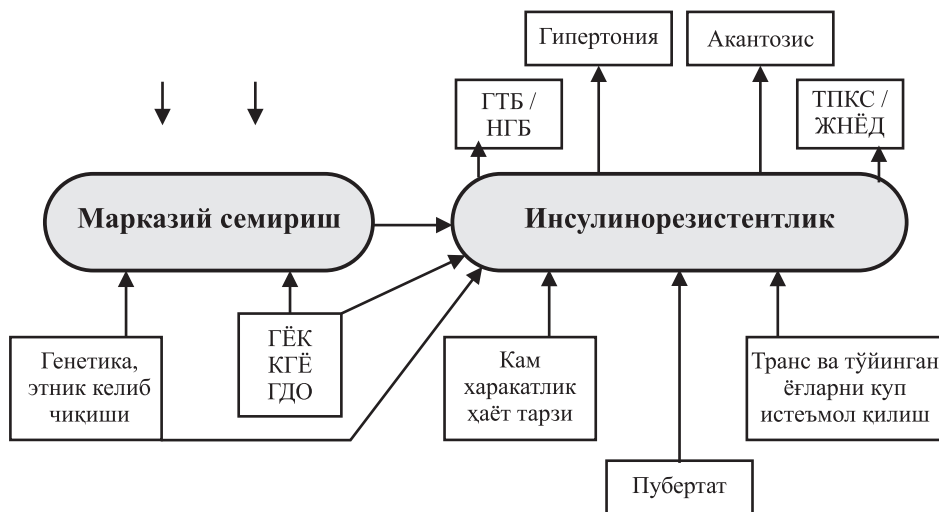 Гипертония
Акантозис
ГТБ /
НГБ
ТПКС /
ЖНЁД
Марказий семириш
Инсулинорезистентлик
Генетика,
этник келиб
чиқиши
ГЁК
КГЁ
ГДО
Кам
харакатлик
ҳаёт тарзи
Транс ва тўйинган
ёғларни куп
истеъмол қилиш
Пубертат